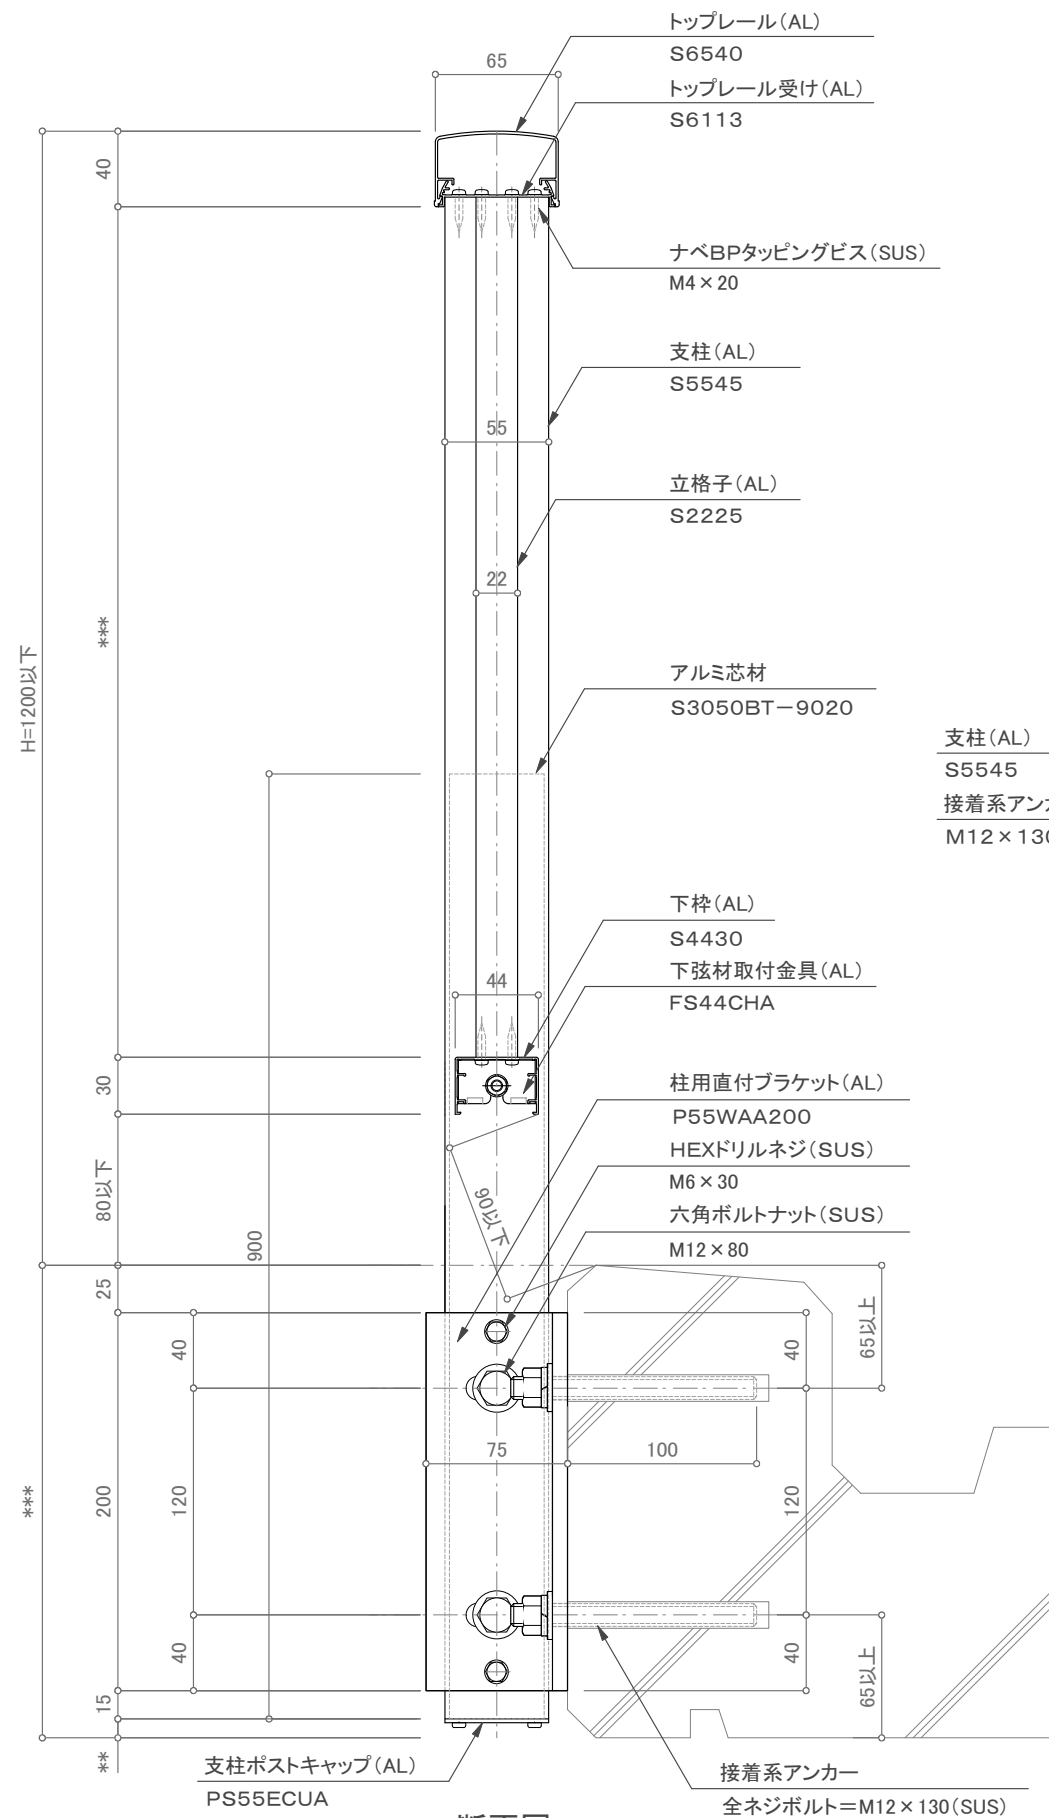 トップレール(AL)
S6540
65
トップレール受け(AL)
S6113
40
ナベBPタッピングビス(SUS)
M4×20
支柱(AL)
S5545
55
立格子(AL)
S2225
22
***
H=1200以下
アルミ芯材
S3050BT-9020
支柱(AL)
S5545
接着系アン
M12×130
下枠(AL)
S4430
下弦材取付金具(AL)
FS44CHA
44
30
柱用直付ブラケット(AL)
P55WAA200
HEXドリルネジ(SUS)
M6×30
六角ボルトナット(SUS)
M12×80
80以下
90以下
900
25
40
40
65以上
75
100
***
200
120
120
40
40
65以上
15
**
支柱ポストキャップ(AL)
PS55ECUA
接着系アンカー
全ネジボルト=M12×130(SUS)